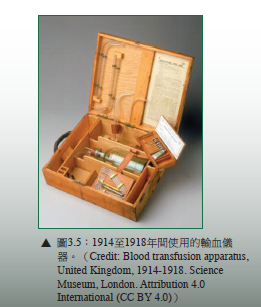 ▲ 圖3.5：1914至1918年間使用的輸血儀
器。（Credit: Blood transfusion apparatus,
United Kingdom, 1914-1918. Science
Museum, London. Attribution 4.0
International (CC BY 4.0)）